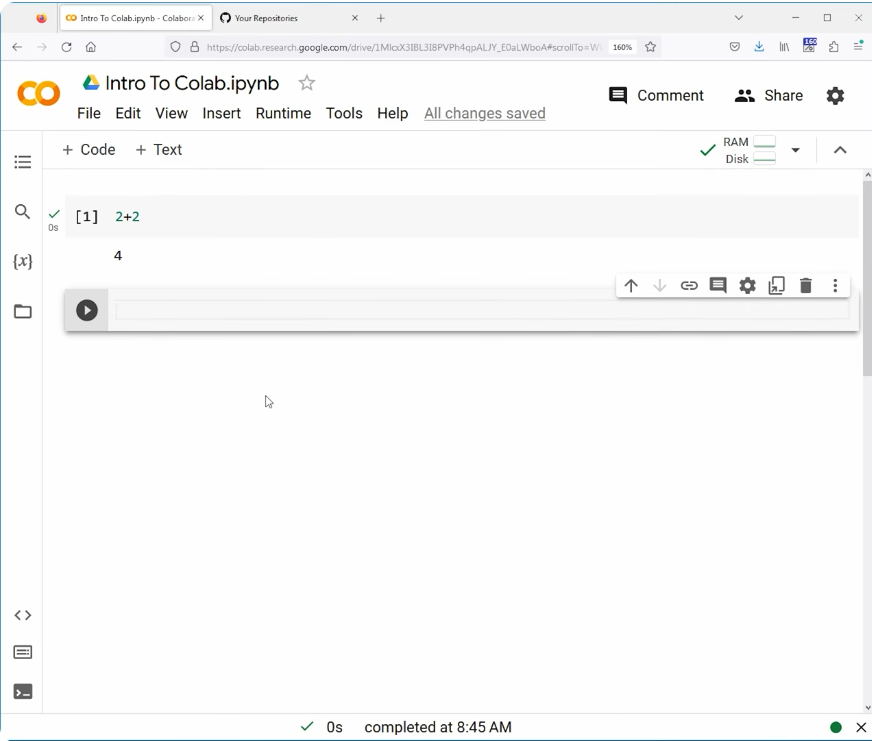 Intro To Colab.ipynb - Colabora
Your Repositories
160%
160
Intro To Colab.ipynb
Comment
Share
File Edit View Insert Runtime Tools Help All changes saved
+ Code + Text
RAM
Disk
[1] 2+2
0s
4
{x}
0s completed at 8:45 AM